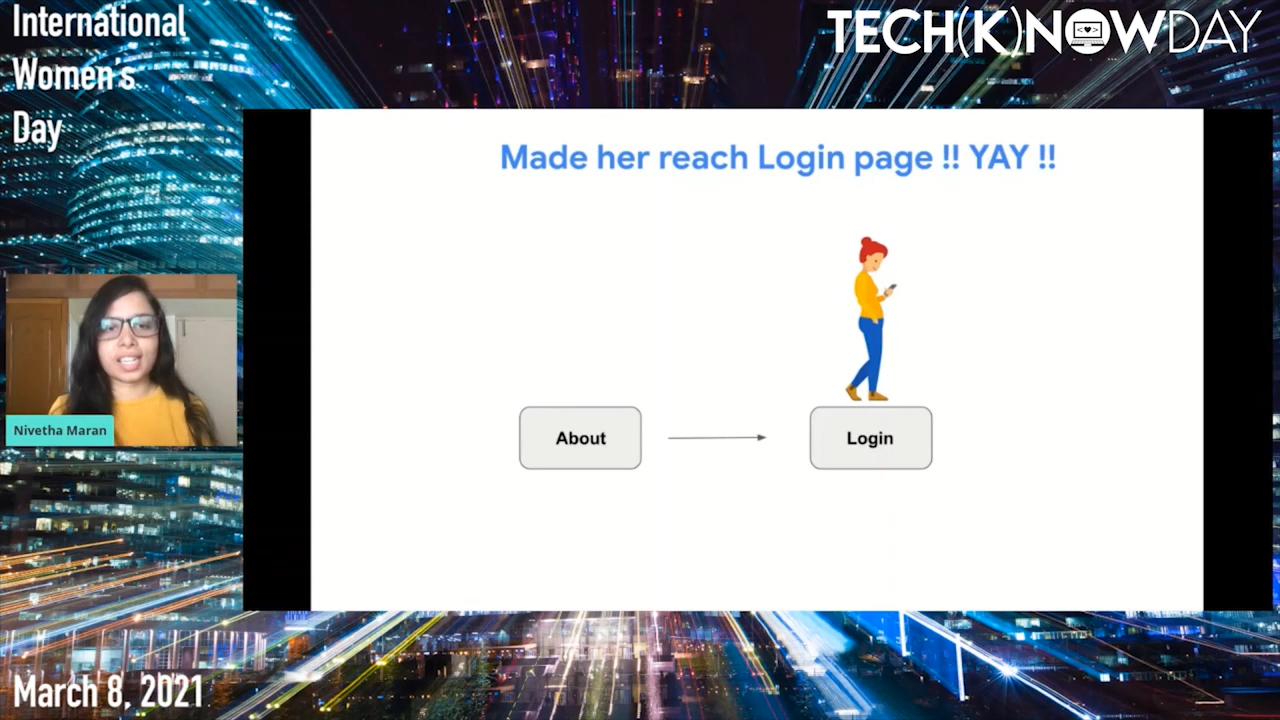 International
Women's
Day
TECH(K)NOWDAY
Made her reach Login page !! YAY !!
Nivetha Maran
About
Login
March 8, 2021